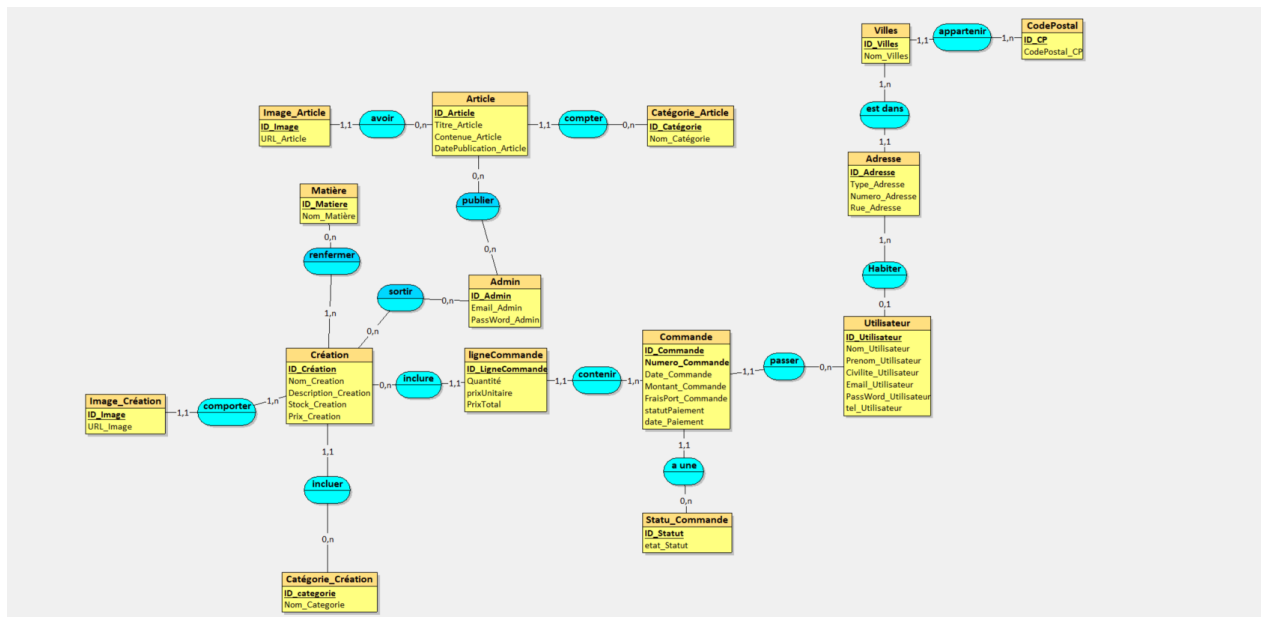 Villes
ID_Villes
Nom_Villes
1,1
appartenir
1,n
CodePostal
ID_CP
CodePostal_CP
1,n
est dans
1,1
Image_Article
ID_Image
URL_Article
1,1
avoir
0,n
Article
ID_Article
Titre_Article
Contenue_Article
DatePublication_Article
1,1
compter
0,n
Catégorie_Article
ID_Catégorie
Nom_Catégorie
Adresse
ID_Adresse
Type_Adresse
Numero_Adresse
Rue_Adresse
0,n
publier
0,n
Matière
ID_Matiere
Nom_Matière
0,n
renfermer
1,n
1,n
Habiter
0,1
Admin
ID_Admin
Email_Admin
PassWord_Admin
sortir
0,n
0,n
Création
ID_Création
Nom_Creation
Description_Creation
Stock_Creation
Prix_Creation
0,n
inclure
1,1
ligneCommande
ID_LigneCommande
Quantité
prixUnitaire
PrixTotal
1,1
contenir
1,n
Commande
ID_Commande
Numero_Commande
Date_Commande
Montant_Commande
FraisPort_Commande
statutPaiement
date_Paiement
1,1
passer
0,n
Utilisateur
ID_Utilisateur
Nom_Utilisateur
Prenom_Utilisateur
Civilite_Utilisateur
Email_Utilisateur
PassWord_Utilisateur
tel_Utilisateur
Image_Création
ID_Image
URL_Image
1,1
comporter
1,n
1,1
incluer
0,n
1,1
a une
0,n
Statu_Commande
ID_Statut
etat_Statut
Catégorie_Création
ID_categorie
Nom_Categorie